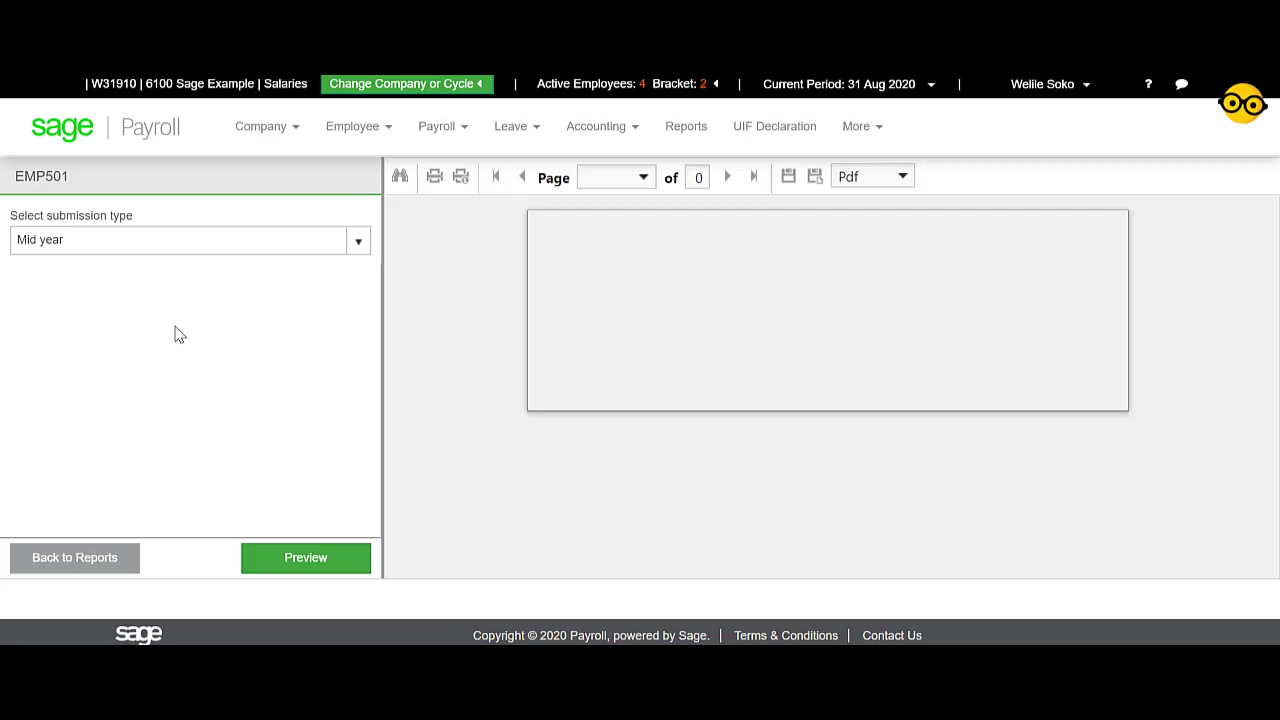 | W31910 | 6100 Sage Example | Salaries Change Company or Cycle | Active Employees: 4 Bracket: 2 | Current Period: 31 Aug 2020 | Welile Soko ?
sage | Payroll Company Employee Payroll Leave Accounting Reports UIF Declaration More
EMP501
Page of 0 Pdf
Select submission type
Mid year
Back to Reports Preview
sage Copyright © 2020 Payroll, powered by Sage. | Terms & Conditions | Contact Us